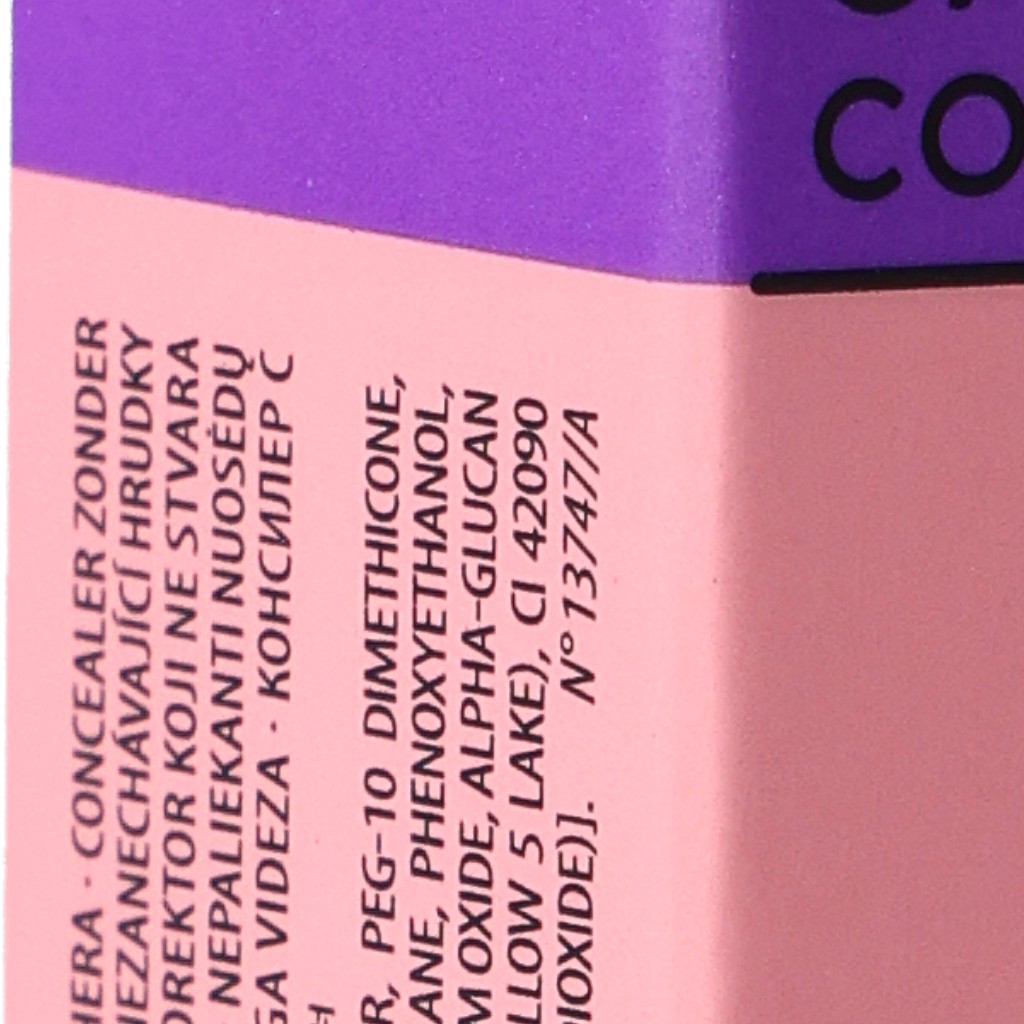 HERA · CONCEALER ZONDER
NEZANECHÁVAJÍCÍ HRUDKY
OREKTOR KOJI NE STVARA
NEPALIEKANTI NUOSĖDŲ
GA VIDEZA · КОНСИЛЕР С
Н
R, PEG-10 DIMETHICONE,
ANE, PHENOXYETHANOL,
M OXIDE, ALPHA-GLUCAN
LLOW 5 LAKE), CI 42090
DIOXIDE)]. N° 13747/A
CO